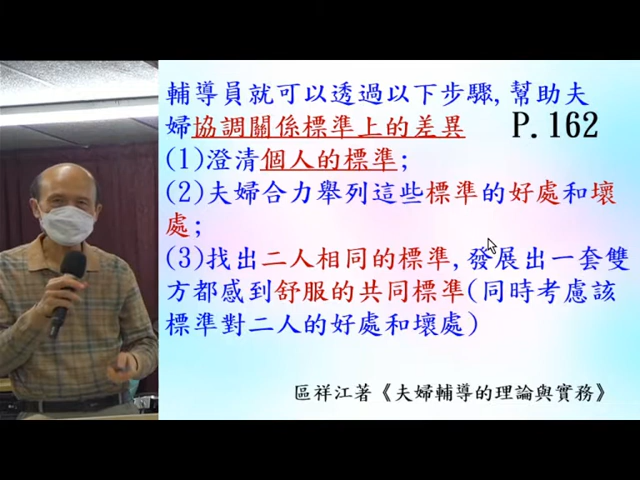 輔導員就可以透過以下步驟,幫助夫
婦協調關係標準上的差異 P.162
(1)澄清個人的標準;
(2)夫婦合力舉列這些標準的好處和壞
處;
(3)找出二人相同的標準,發展出一套雙
方都感到舒服的共同標準(同時考慮該
標準對二人的好處和壞處)
區祥江著《夫婦輔導的理論與實務》